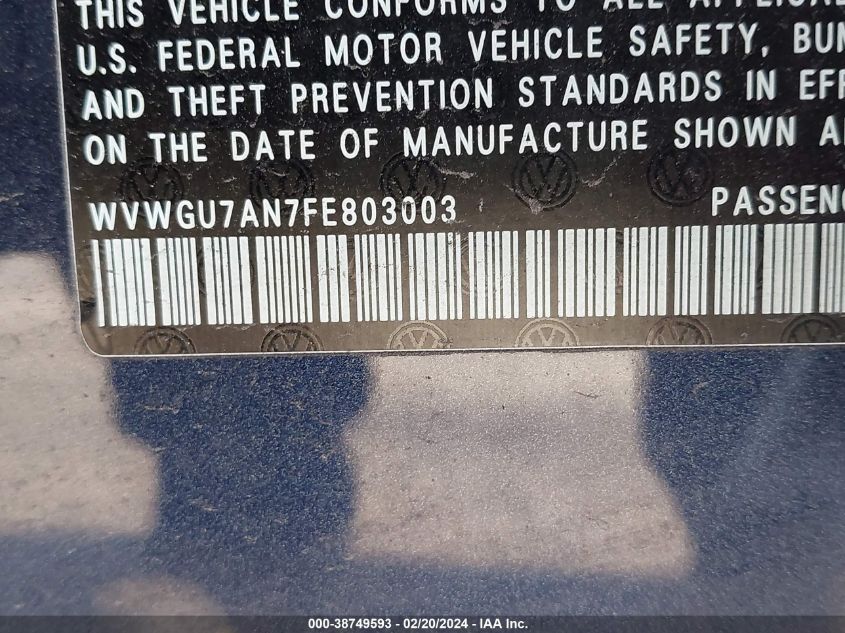 THIS VEHICLE CONFORMS TO ALL
U.S. FEDERAL MOTOR VEHICLE SAFETY,
AND THEFT PREVENTION STANDARDS IN
ON THE DATE OF MANUFACTURE SHOWN
WVWGU7AN7FE803003
000-38749593 - 02/20/2024 - IAA Inc.